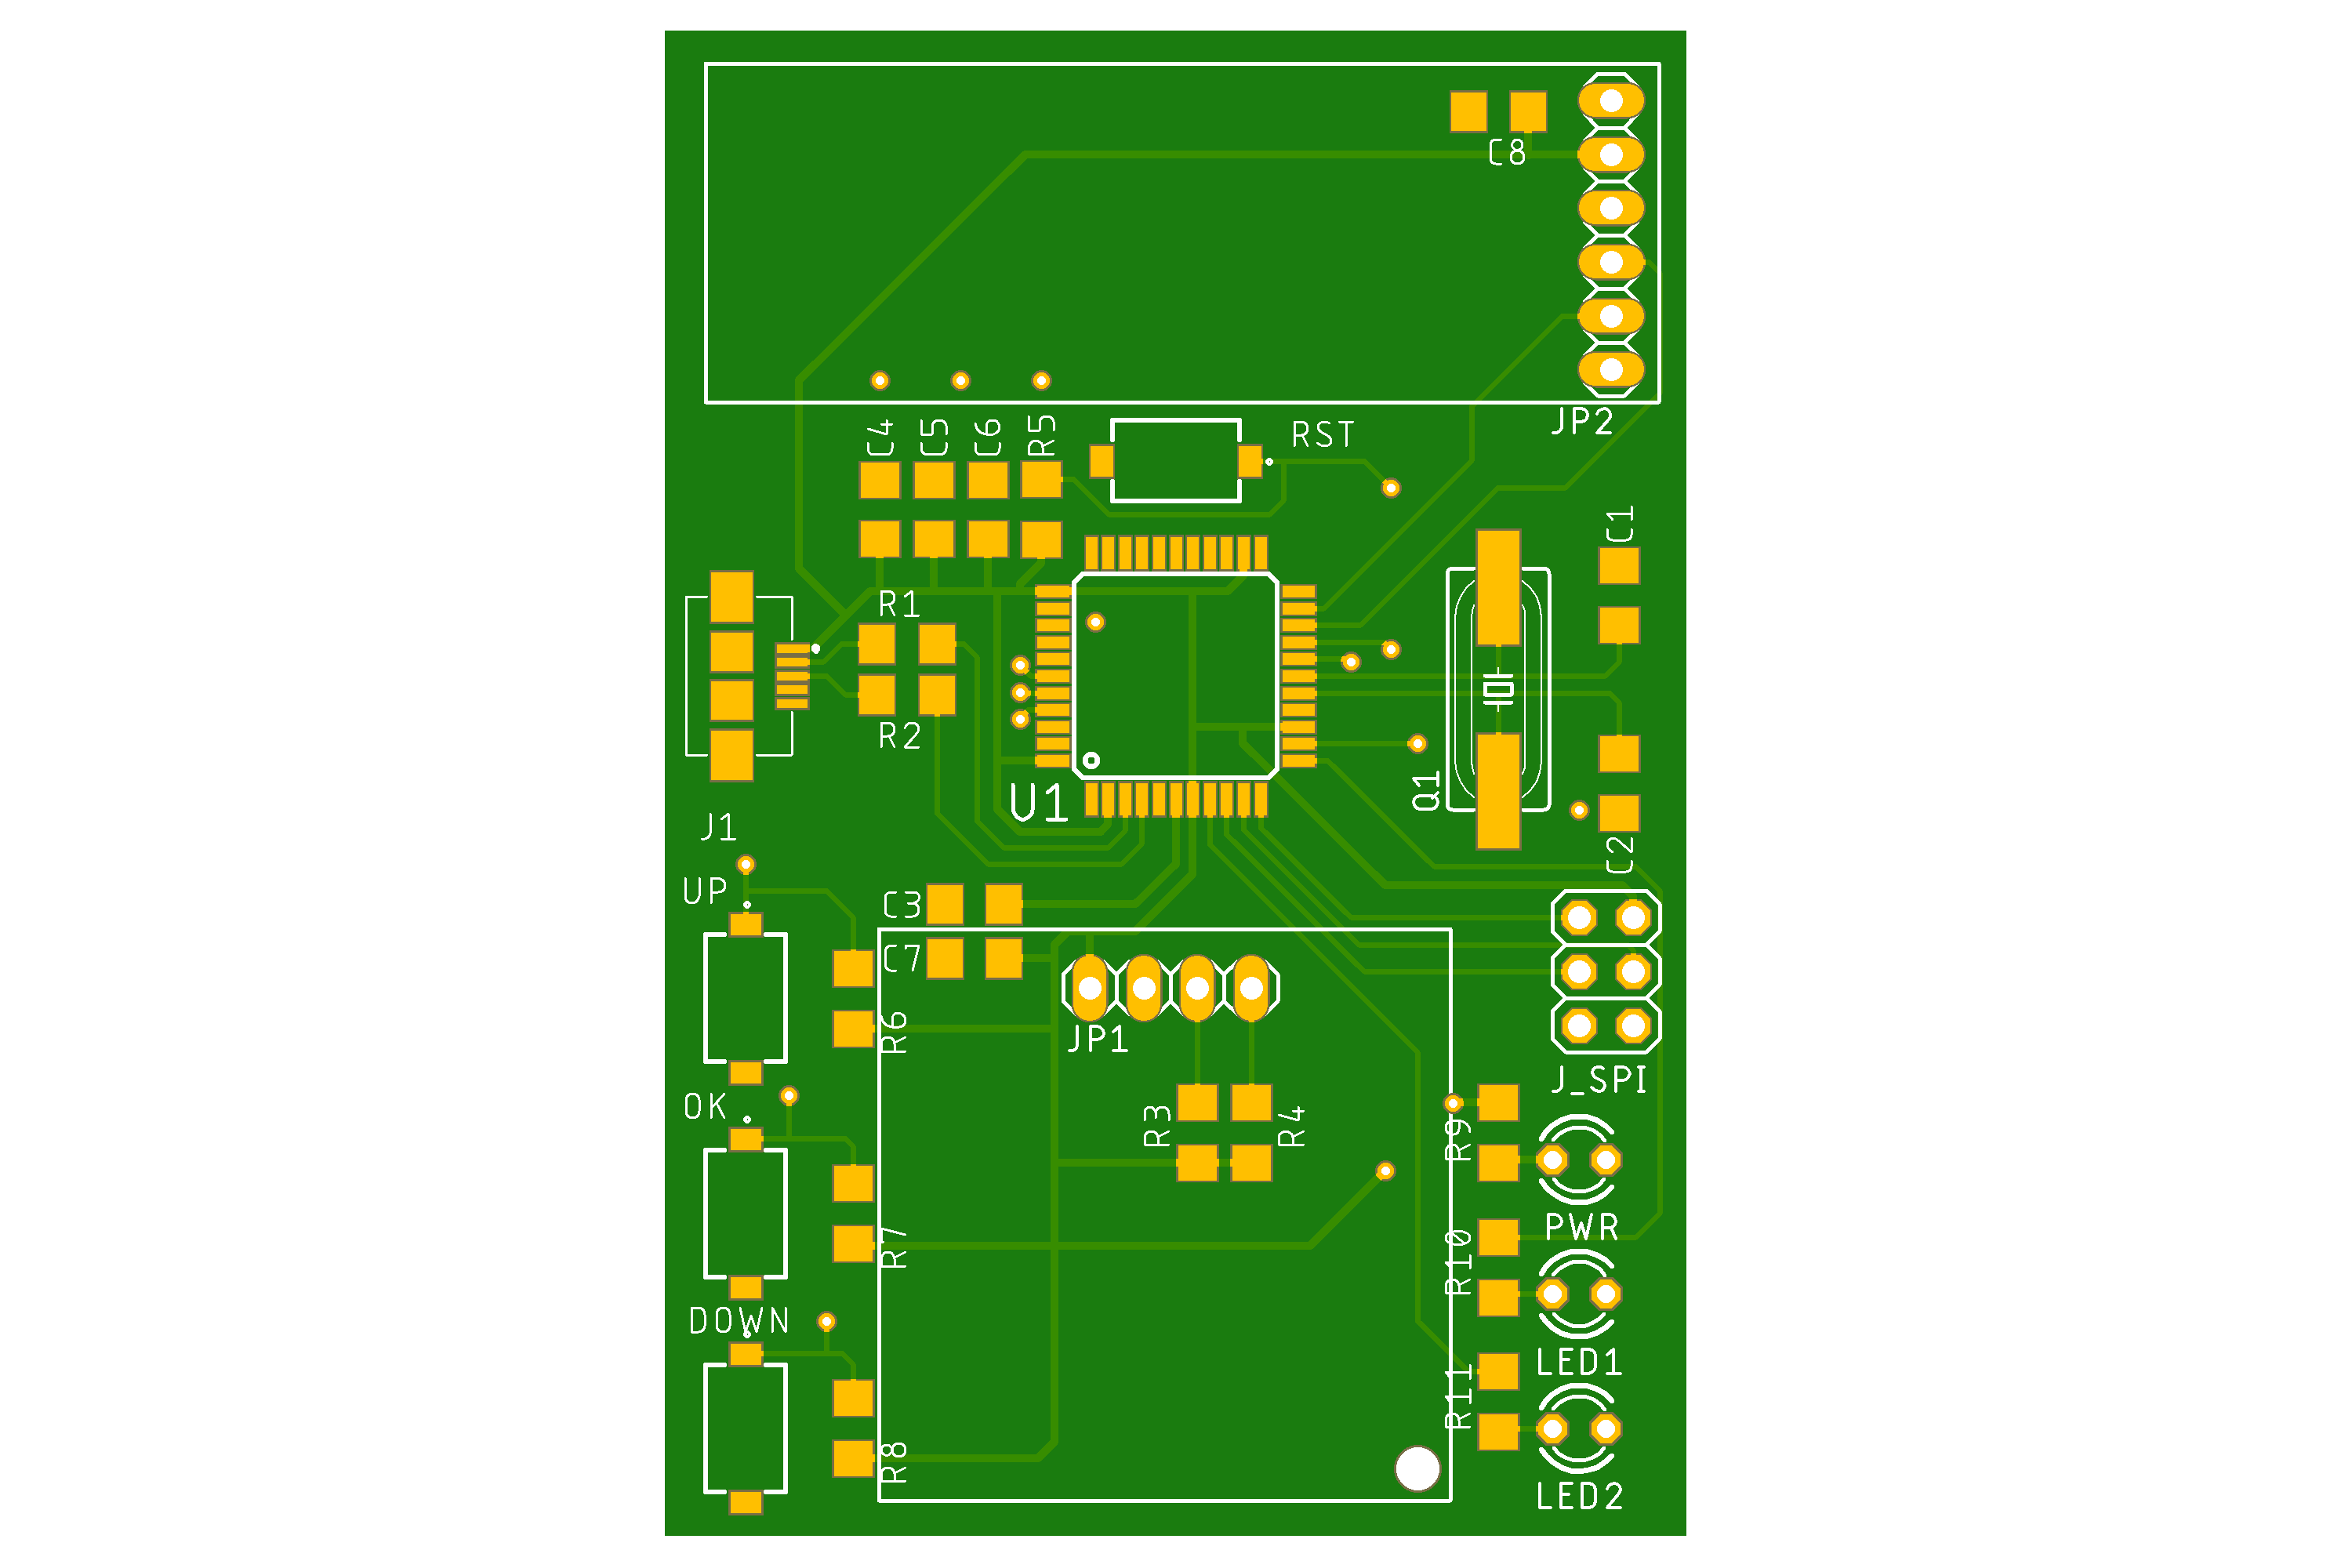 C8
JP2
C4
C5
C6
R5
RST
C1
R1
R2
U1
Q1
J1
C2
UP
C3
C7
R6
JP1
J_SPI
OK
R3
R4
R9
PWR
R7
R10
DOWN
LED1
R11
R8
LED2